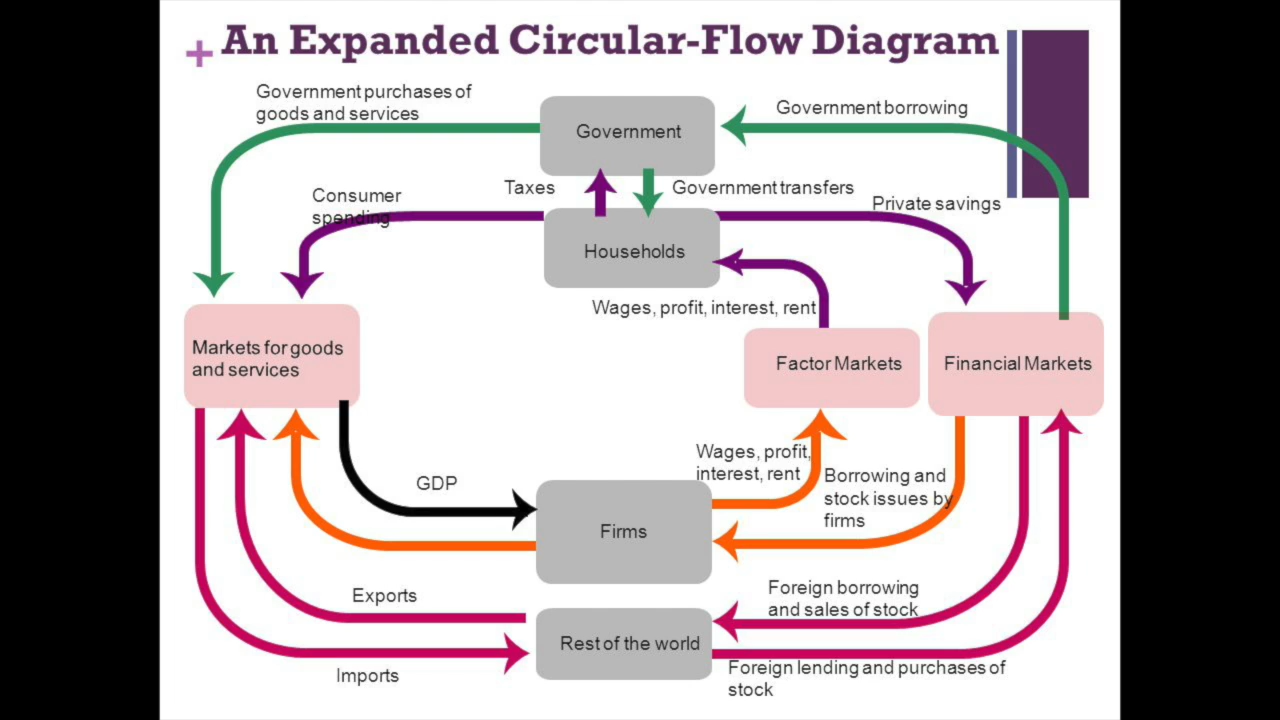 + An Expanded Circular-Flow Diagram
Government purchases of
goods and services
Government
Government borrowing
Taxes
Government transfers
Consumer
spending
Private savings
Households
Wages, profit, interest, rent
Markets for goods
and services
Factor Markets
Financial Markets
GDP
Wages, profit,
interest, rent
Borrowing and
stock issues by
firms
Firms
Exports
Foreign borrowing
and sales of stock
Rest of the world
Imports
Foreign lending and purchases of
stock